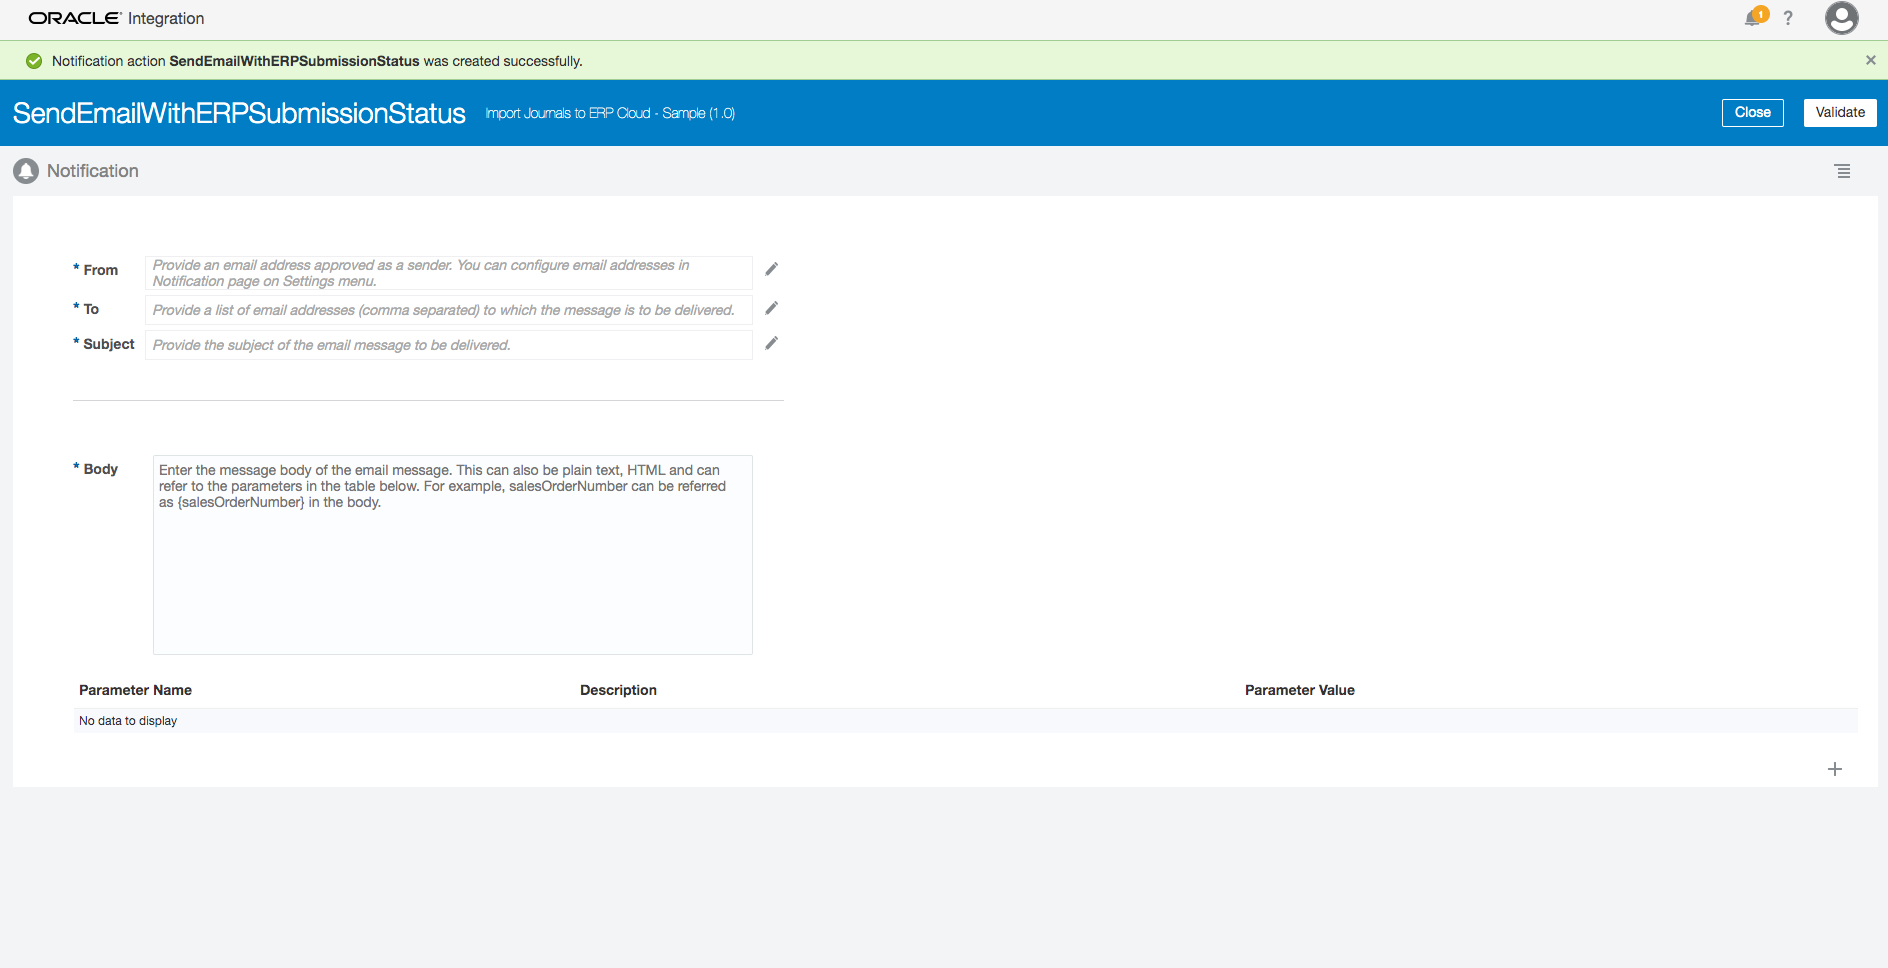 ORACLE Integration
1
?
Notification action SendEmailWithERPSubmissionStatus was created successfully.
SendEmailWithERPSubmissionStatus Import Journals to ERP Cloud - Sample (1.0)
Close
Validate
Notification
* From
Provide an email address approved as a sender. You can configure email addresses in
Notification page on Settings menu.
* To
Provide a list of email addresses (comma separated) to which the message is to be delivered.
* Subject
Provide the subject of the email message to be delivered.
* Body
Enter the message body of the email message. This can also be plain text, HTML and can
refer to the parameters in the table below. For example, salesOrderNumber can be referred
as {salesOrderNumber} in the body.
Parameter Name Description Parameter Value
No data to display